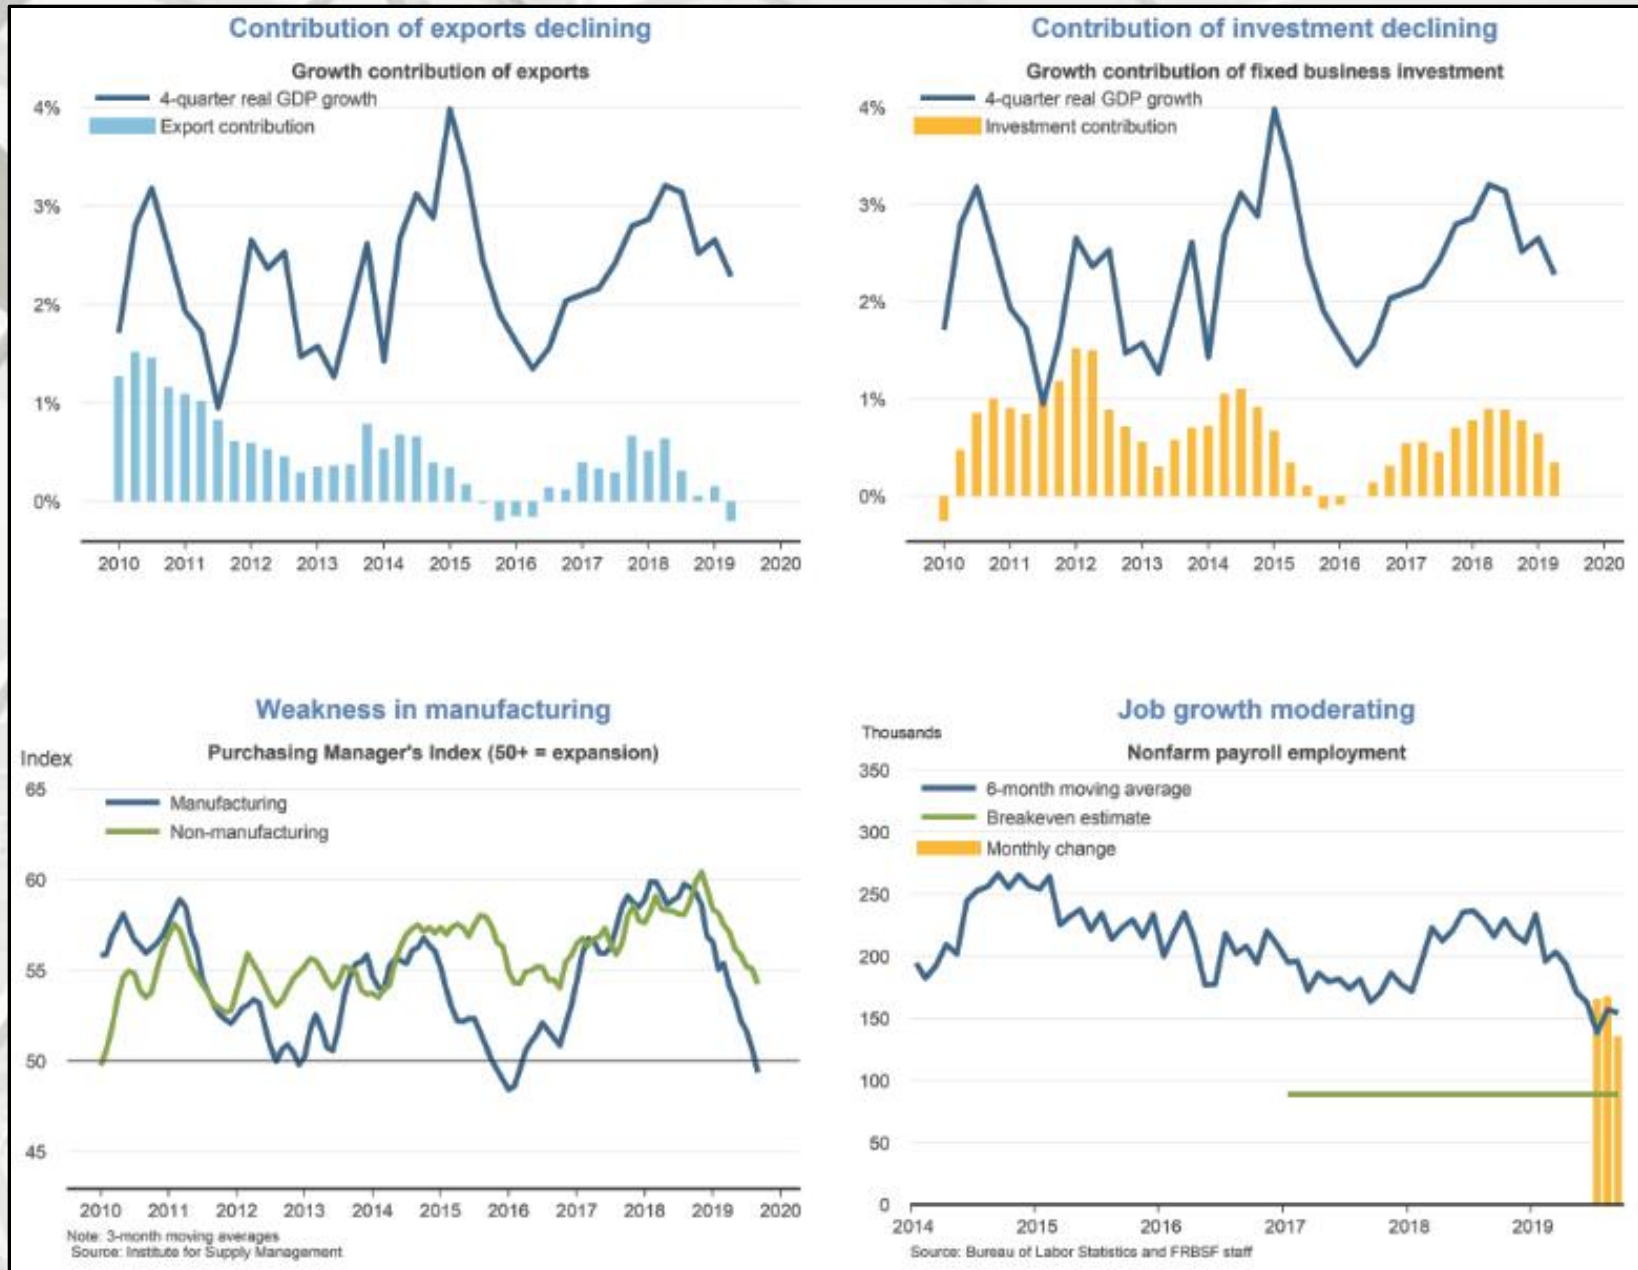 Contribution of exports declining
Growth contribution of exports
4-quarter real GDP growth
Export contribution
4%
3%
2%
1%
0%
2010 2011 2012 2013 2014 2015 2016 2017 2018 2019 2020
Contribution of investment declining
Growth contribution of fixed business investment
4-quarter real GDP growth
Investment contribution
4%
3%
2%
1%
0%
2010 2011 2012 2013 2014 2015 2016 2017 2018 2019 2020
Weakness in manufacturing
Purchasing Manager's Index (50+ = expansion)
Index
Manufacturing
Non-manufacturing
65
60
55
50
45
2010 2011 2012 2013 2014 2015 2016 2017 2018 2019 2020
Note: 3-month moving averages
Source: Institute for Supply Management
Job growth moderating
Thousands
Nonfarm payroll employment
6-month moving average
Breakeven estimate
Monthly change
350
300
250
200
150
100
50
0
2014 2015 2016 2017 2018 2019
Source: Bureau of Labor Statistics and FRBSF staff